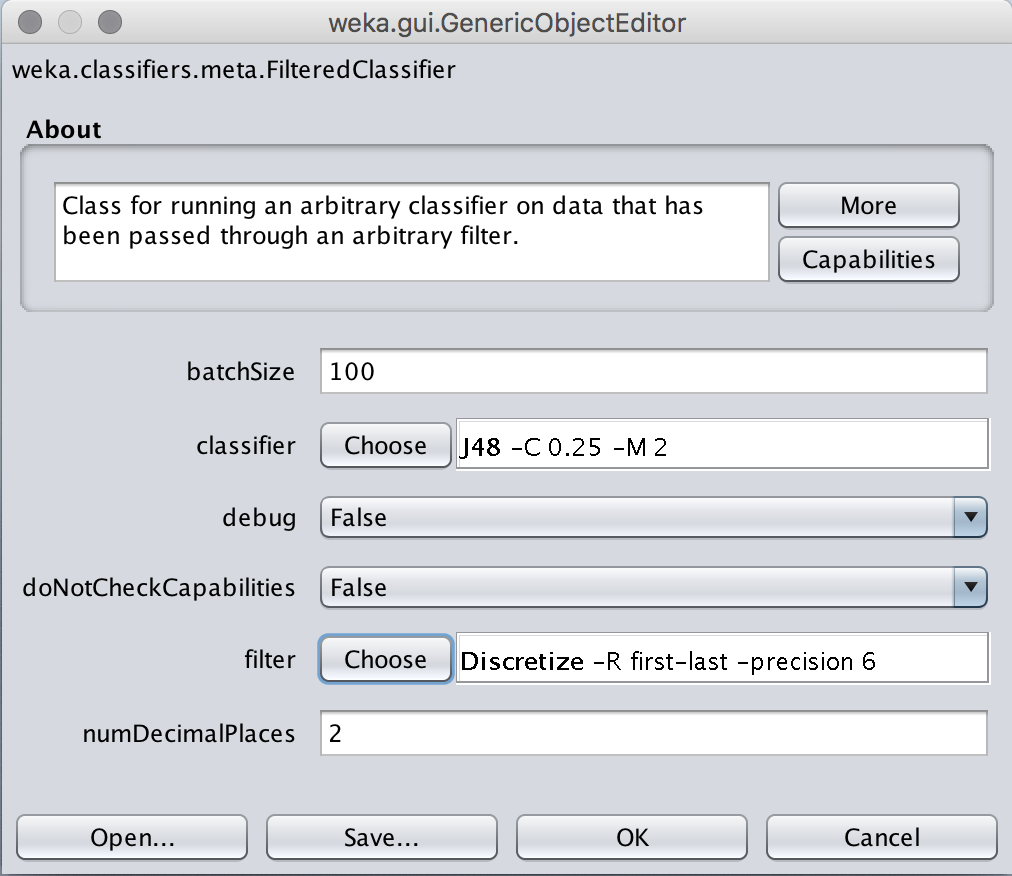 weka.gui.GenericObjectEditor
weka.classifiers.meta.FilteredClassifier
About
Class for running an arbitrary classifier on data that has
been passed through an arbitrary filter.
More
Capabilities
batchSize 100
classifier Choose J48 -C 0.25 -M 2
debug False
doNotCheckCapabilities False
filter Choose Discretize -R first-last -precision 6
numDecimalPlaces 2
Open... Save... OK Cancel